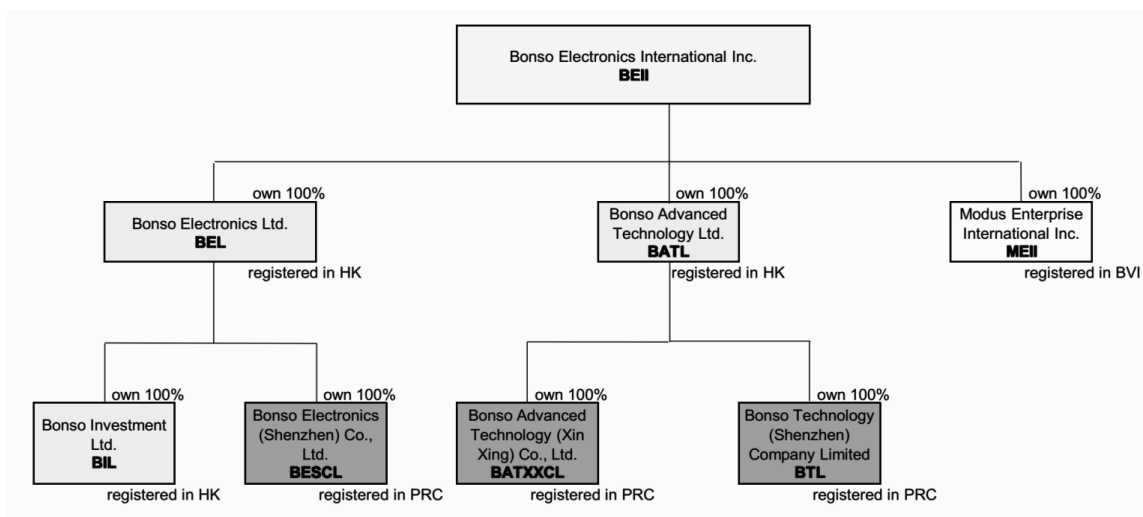 Bonso Electronics International Inc.
BEII
own 100%
own 100%
own 100%
Bonso Electronics Ltd.
BEL
Bonso Advanced
Technology Ltd.
BATL
Modus Enterprise
International Inc.
MEII
registered in HK
registered in HK
registered in BVI
own 100%
own 100%
own 100%
own 100%
Bonso Investment
Ltd.
BIL
Bonso Electronics
(Shenzhen) Co.,
Ltd.
BESCL
Bonso Advanced
Technology (Xin
Xing) Co., Ltd.
BATXXCL
Bonso Technology
(Shenzhen)
Company Limited
BTL
registered in HK
registered in PRC
registered in PRC
registered in PRC